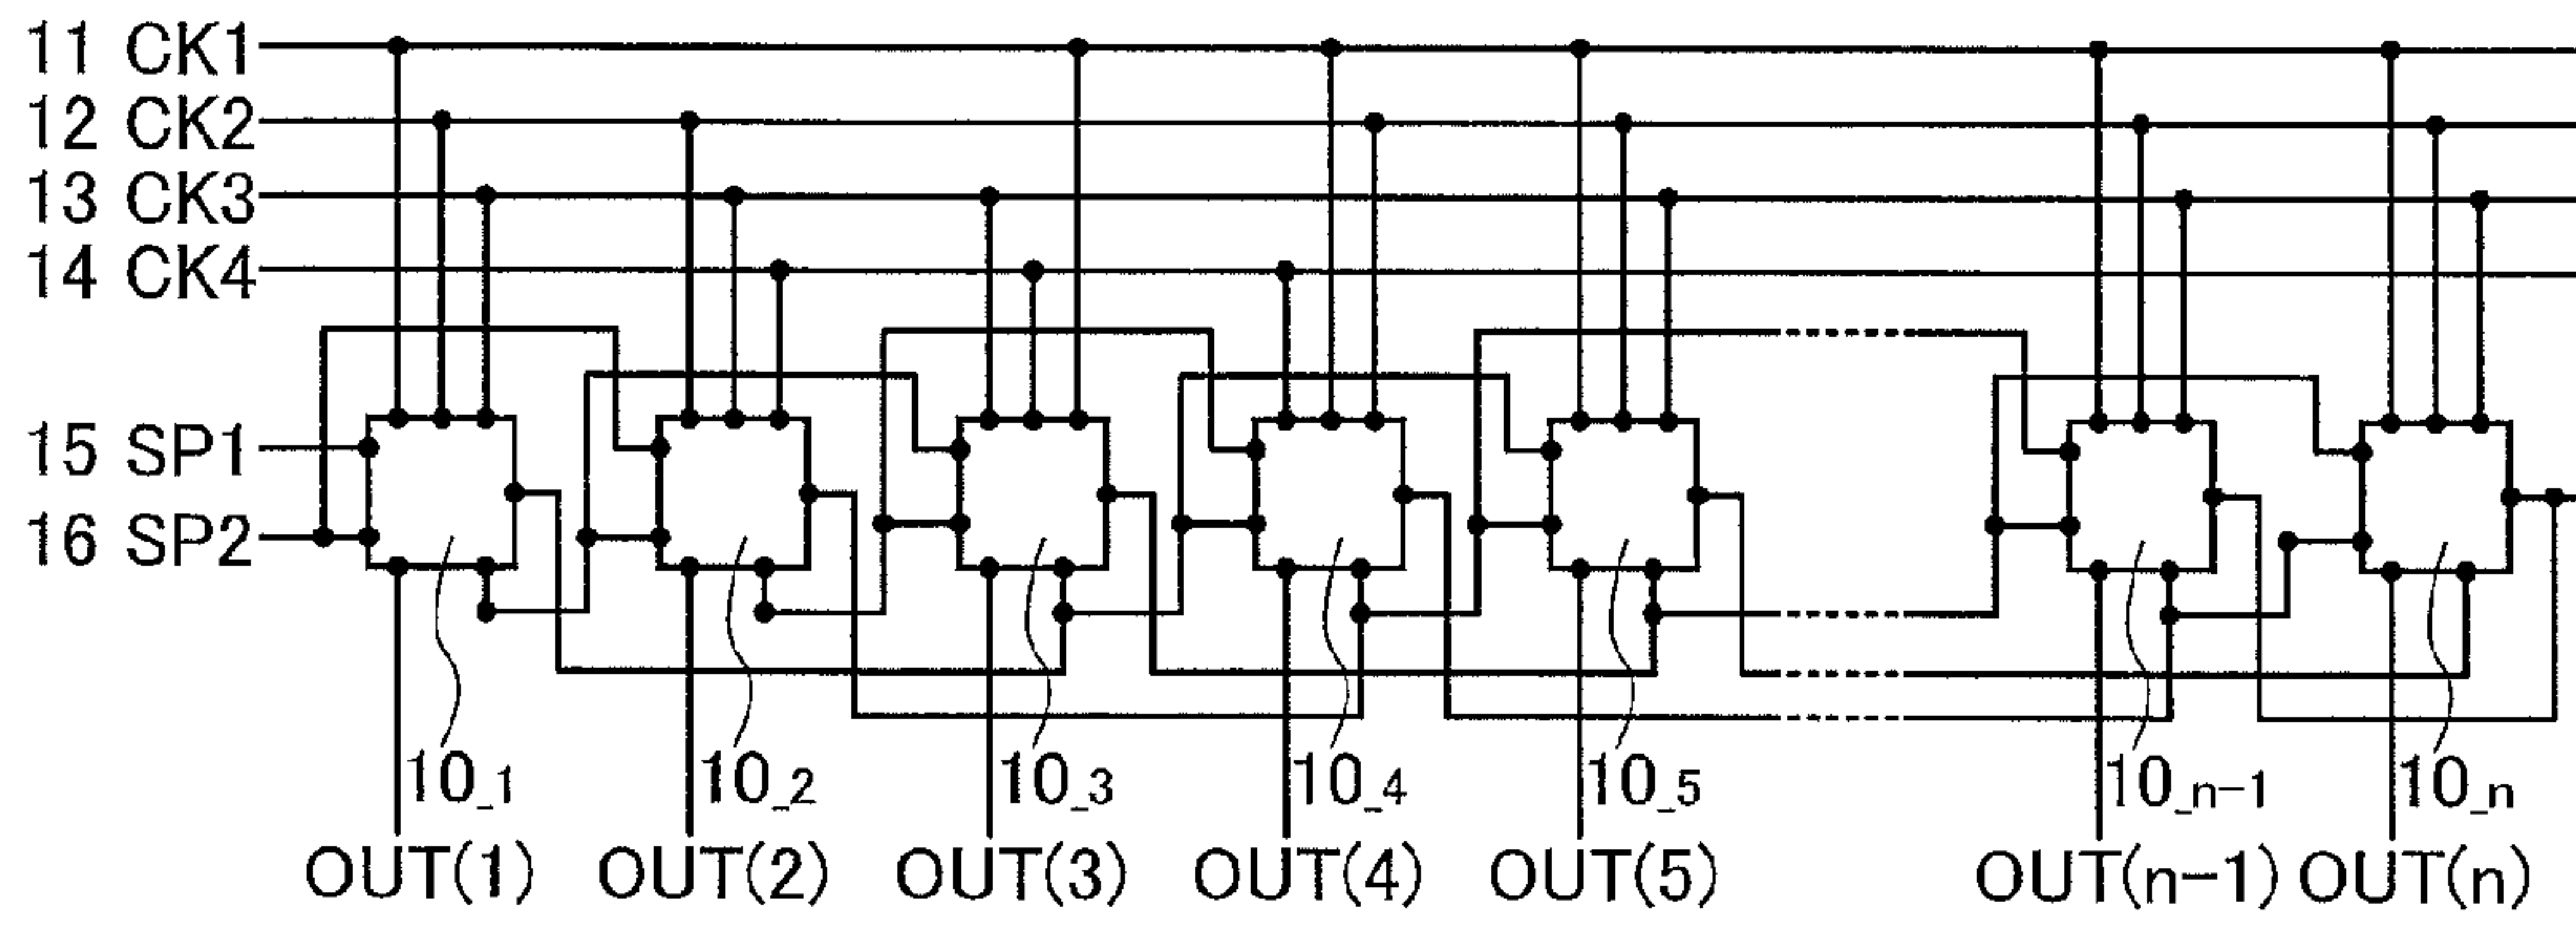 11 CK1
12 CK2
13 CK3
14 CK4
15 SP1
16 SP2
10_1 10_2 10_3 10_4 10_5 10_n-1 10_n
OUT(1) OUT(2) OUT(3) OUT(4) OUT(5) OUT(n-1) OUT(n)